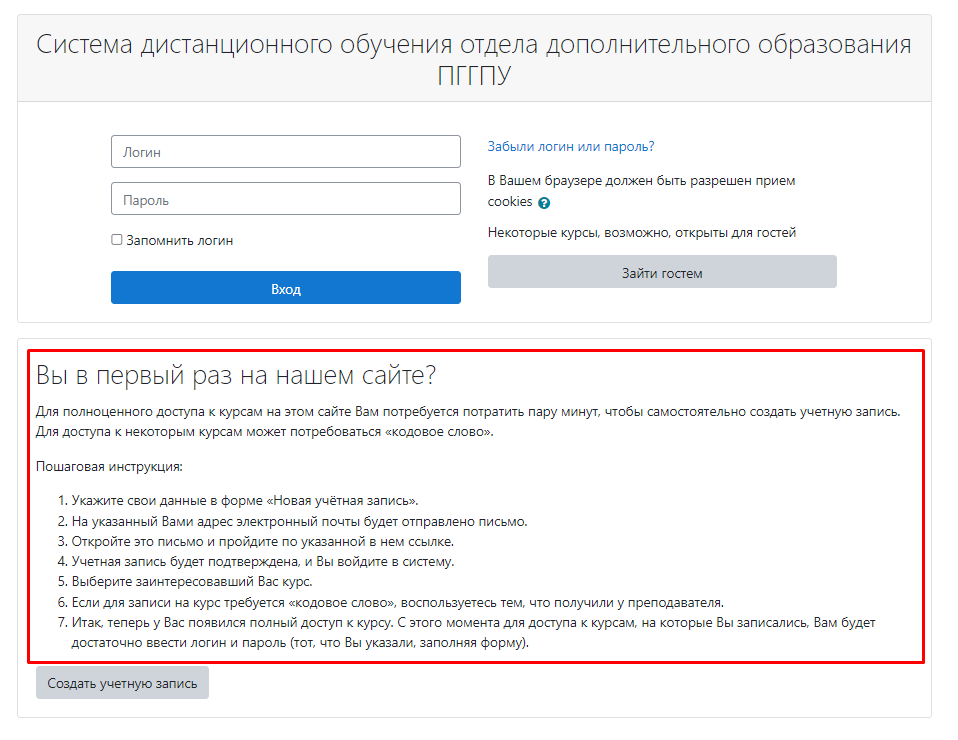 Система дистанционного обучения отдела дополнительного образования
ПГГПУ
Логин
Забыли логин или пароль?
Пароль
В Вашем браузере должен быть разрешен прием
cookies ?
Запомнить логин
Некоторые курсы, возможно, открыты для гостей
Вход
Зайти гостем
Вы в первый раз на нашем сайте?
Для полноценного доступа к курсам на этом сайте Вам потребуется потратить пару минут, чтобы самостоятельно создать учетную запись.
Для доступа к некоторым курсам может потребоваться «кодовое слово».
Пошаговая инструкция:
1. Укажите свои данные в форме «Новая учётная запись».
2. На указанный Вами адрес электронный почты будет отправлено письмо.
3. Откройте это письмо и пройдите по указанной в нем ссылке.
4. Учетная запись будет подтверждена, и Вы войдите в систему.
5. Выберите заинтересовавший Вас курс.
6. Если для записи на курс требуется «кодовое слово», воспользуетесь тем, что получили у преподавателя.
7. Итак, теперь у Вас появился полный доступ к курсу. С этого момента для доступа к курсам, на которые Вы записались, Вам будет
достаточно ввести логин и пароль (тот, что Вы указали, заполняя форму).
Создать учетную запись